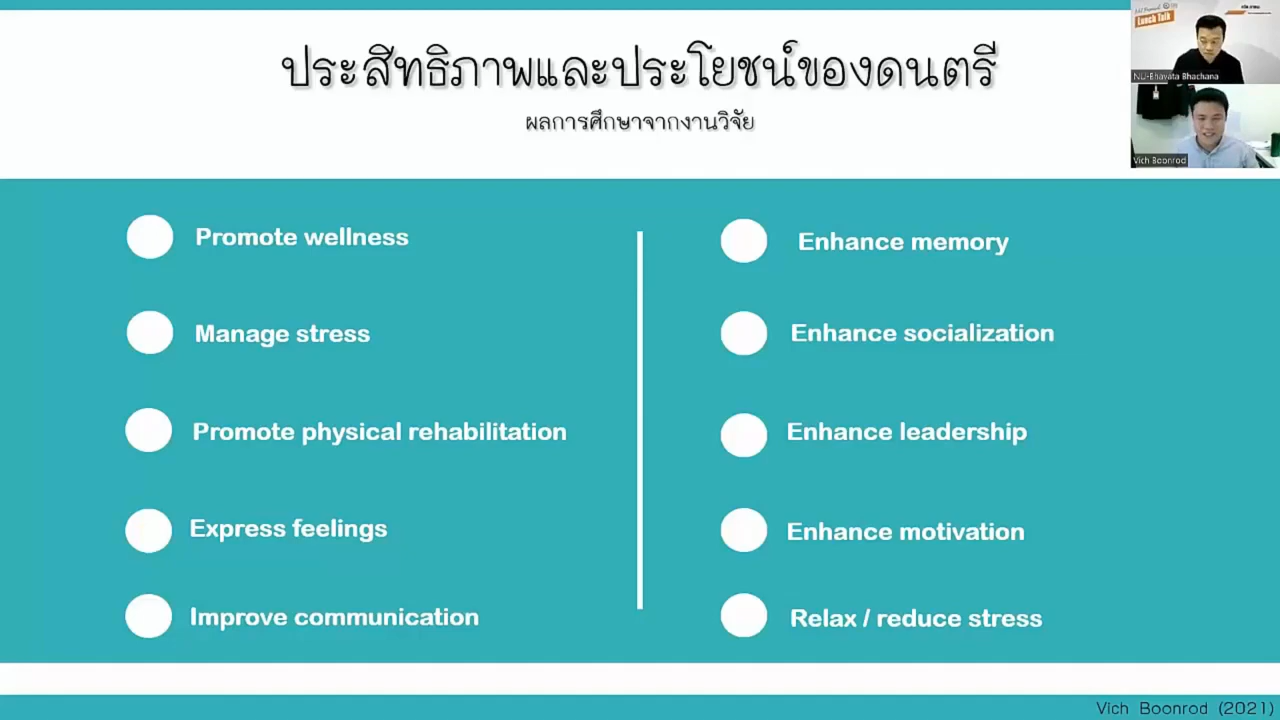 ประสิทธิภาพและประโยชน์ของดนตรี
ผลการศึกษาจากงานวิจัย
Lunch Talk
NU-Bhavata Bhachana
Vich Boonrod
Promote wellness
Manage stress
Promote physical rehabilitation
Express feelings
Improve communication
Enhance memory
Enhance socialization
Enhance leadership
Enhance motivation
Relax / reduce stress
Vich Boonrod (2021)